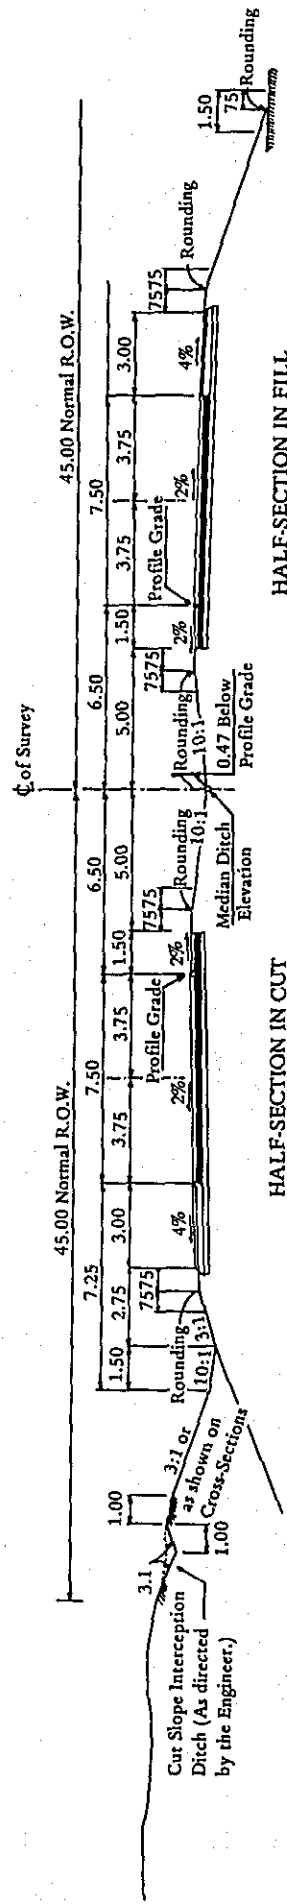 ℄ of Survey
45.00 Normal R.O.W.
45.00 Normal R.O.W.
7.25
7.50
6.50
6.50
7.50
1.50
2.75
3.00
3.75
3.75
1.50
5.00
5.00
1.50
3.75
3.75
3.00
1.00
7575
7575
7575
7575
1.50
75
3.1
3:1 or
as shown on
Cross-Sections
1.00
Cut Slope Interception
Ditch (As directed
by the Engineer.)
Rounding
10:1
3:1
4%
2%
Profile Grade
2%
Rounding
10:1
Median Ditch
Elevation
Rounding
10:1
0.47 Below
Profile Grade
2%
Profile Grade
2%
4%
Rounding
Rounding
HALF-SECTION IN CUT
HALF-SECTION IN FILL